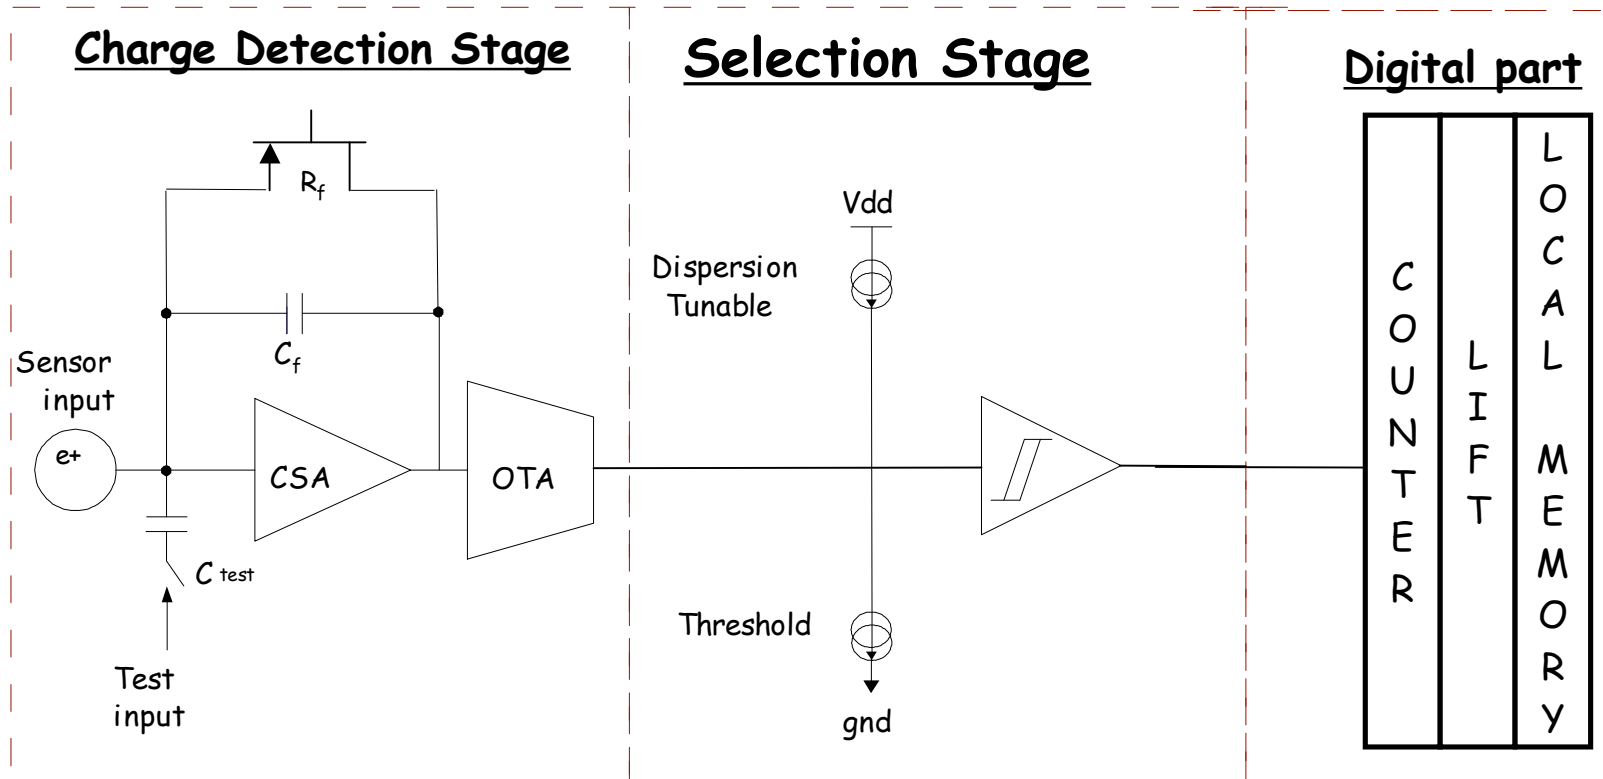 Charge Detection Stage
Selection Stage
Digital part
Rf
Cf
Sensor
input
e+
CSA
OTA
C test
Test
input
Vdd
Dispersion
Tunable
Threshold
gnd
COUNTER
LIFT
LOCAL MEMORY